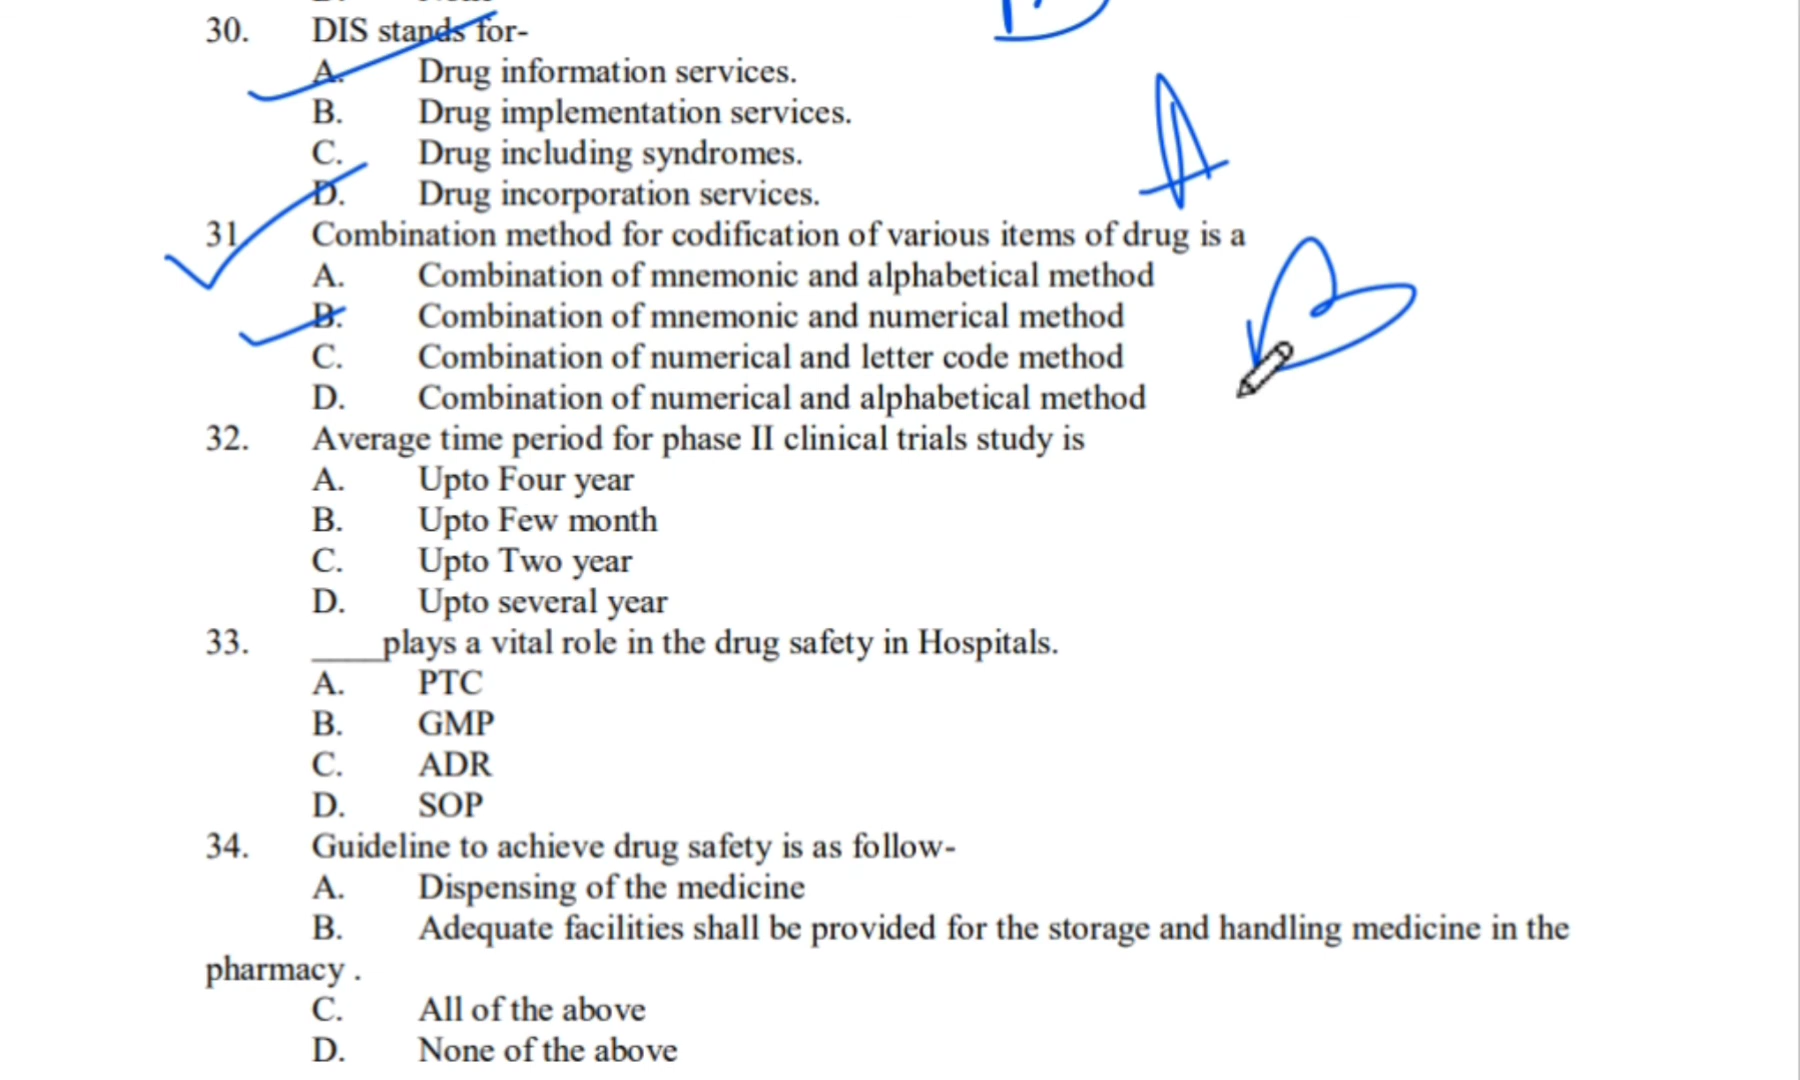 30. DIS stands for-
A. Drug information services.
B. Drug implementation services.
C. Drug including syndromes.
D. Drug incorporation services.
A
31 Combination method for codification of various items of drug is a
A. Combination of mnemonic and alphabetical method
B. Combination of mnemonic and numerical method
B
C. Combination of numerical and letter code method
D. Combination of numerical and alphabetical method
32. Average time period for phase II clinical trials study is
A. Upto Four year
B. Upto Few month
C. Upto Two year
D. Upto several year
33. ____plays a vital role in the drug safety in Hospitals.
A. PTC
B. GMP
C. ADR
D. SOP
34. Guideline to achieve drug safety is as follow-
A. Dispensing of the medicine
B. Adequate facilities shall be provided for the storage and handling medicine in the
pharmacy .
C. All of the above
D. None of the above